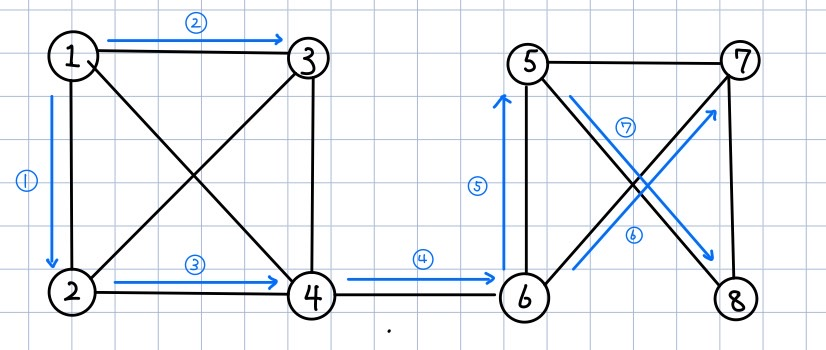 ②
1 3 5 7
① ⑦
⑤ ⑥
③ ④
2 4 6 8